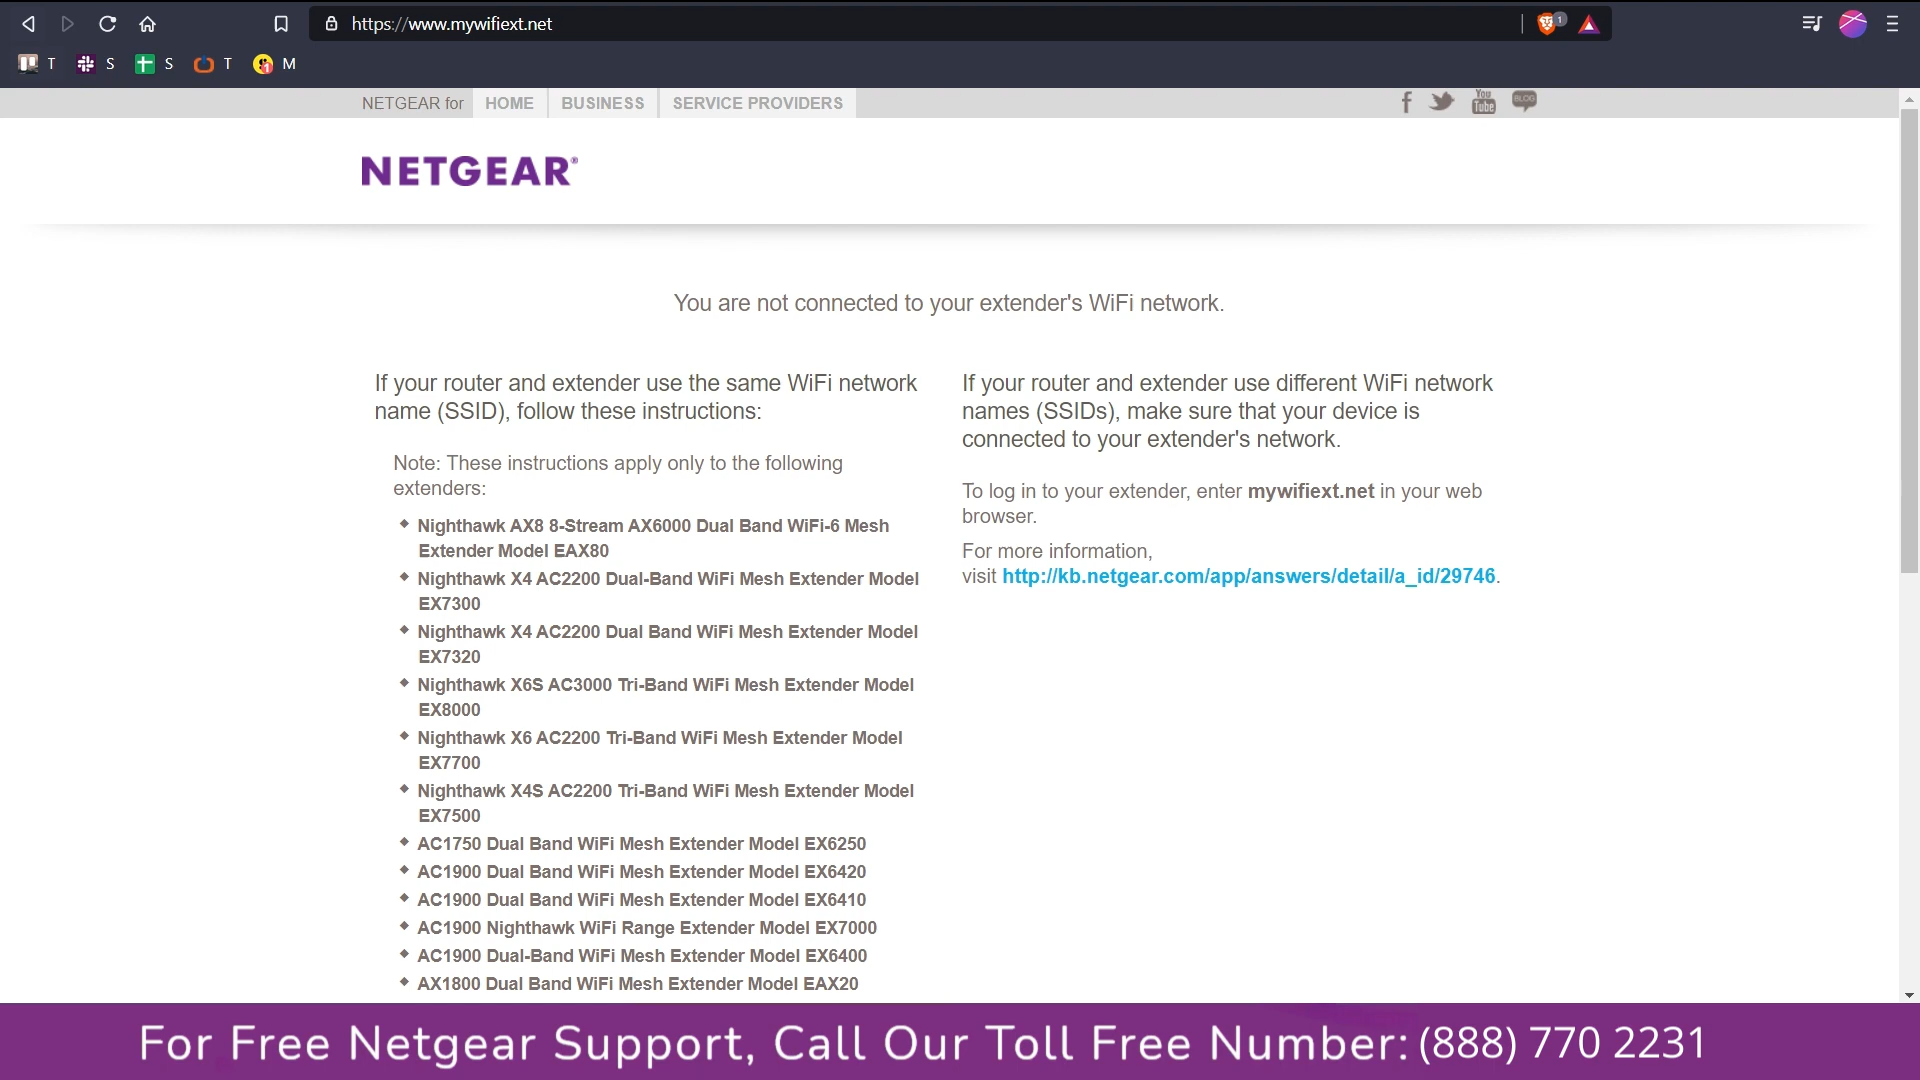 https://www.mywifiext.net
1
T S S T 1 M
NETGEAR for HOME BUSINESS SERVICE PROVIDERS
f You Tube BLOG
NETGEAR®
You are not connected to your extender's WiFi network.
If your router and extender use the same WiFi network
name (SSID), follow these instructions:
Note: These instructions apply only to the following
extenders:
Nighthawk AX8 8-Stream AX6000 Dual Band WiFi-6 Mesh
Extender Model EAX80
Nighthawk X4 AC2200 Dual-Band WiFi Mesh Extender Model
EX7300
Nighthawk X4 AC2200 Dual Band WiFi Mesh Extender Model
EX7320
Nighthawk X6S AC3000 Tri-Band WiFi Mesh Extender Model
EX8000
Nighthawk X6 AC2200 Tri-Band WiFi Mesh Extender Model
EX7700
Nighthawk X4S AC2200 Tri-Band WiFi Mesh Extender Model
EX7500
AC1750 Dual Band WiFi Mesh Extender Model EX6250
AC1900 Dual Band WiFi Mesh Extender Model EX6420
AC1900 Dual Band WiFi Mesh Extender Model EX6410
AC1900 Nighthawk WiFi Range Extender Model EX7000
AC1900 Dual-Band WiFi Mesh Extender Model EX6400
AX1800 Dual Band WiFi Mesh Extender Model EAX20
If your router and extender use different WiFi network
names (SSIDs), make sure that your device is
connected to your extender's network.
To log in to your extender, enter mywifiext.net in your web
browser.
For more information,
visit http://kb.netgear.com/app/answers/detail/a_id/29746.
For Free Netgear Support, Call Our Toll Free Number: (888) 770 2231